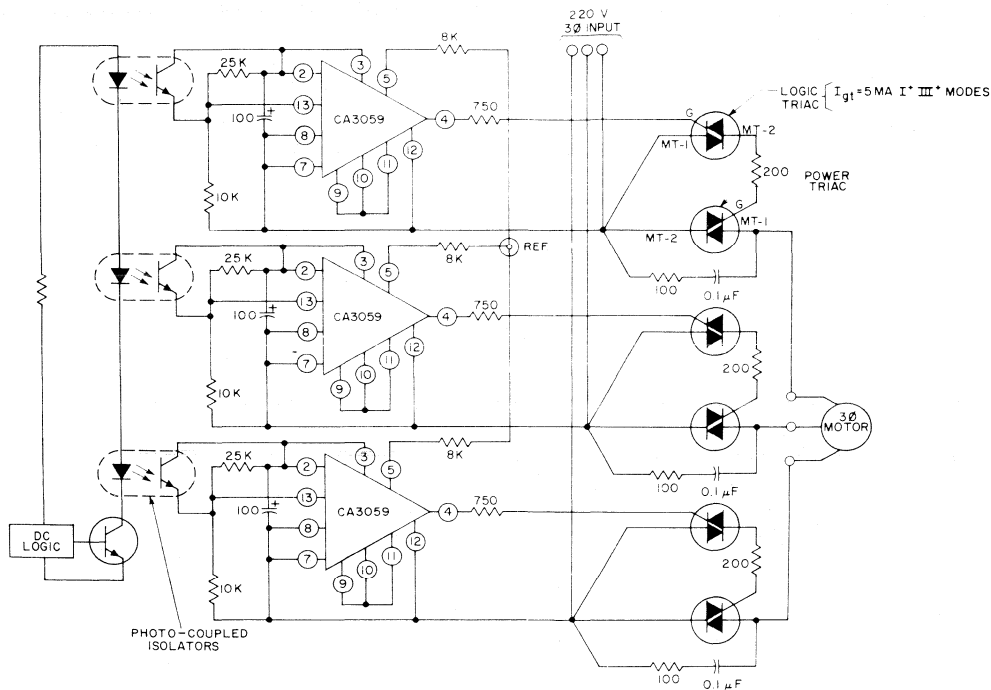 220 V
3Ø INPUT
8K
25K
3
5
2
13
100
+
8
7
CA3059
4
750
12
11
10
9
10K
LOGIC
TRIAC
Igt = 5 MA I+ III+ MODES
G
MT-2
MT-1
200
POWER
TRIAC
G
MT-1
MT-2
100
0.1 µF
REF
8K
25K
3
5
2
13
100
+
8
7
CA3059
4
750
12
11
10
9
10K
200
100
0.1 µF
3Ø
MOTOR
8K
25K
3
5
2
13
100
+
8
7
CA3059
4
750
12
11
10
9
10K
200
100
0.1 µF
DC
LOGIC
PHOTO-COUPLED
ISOLATORS